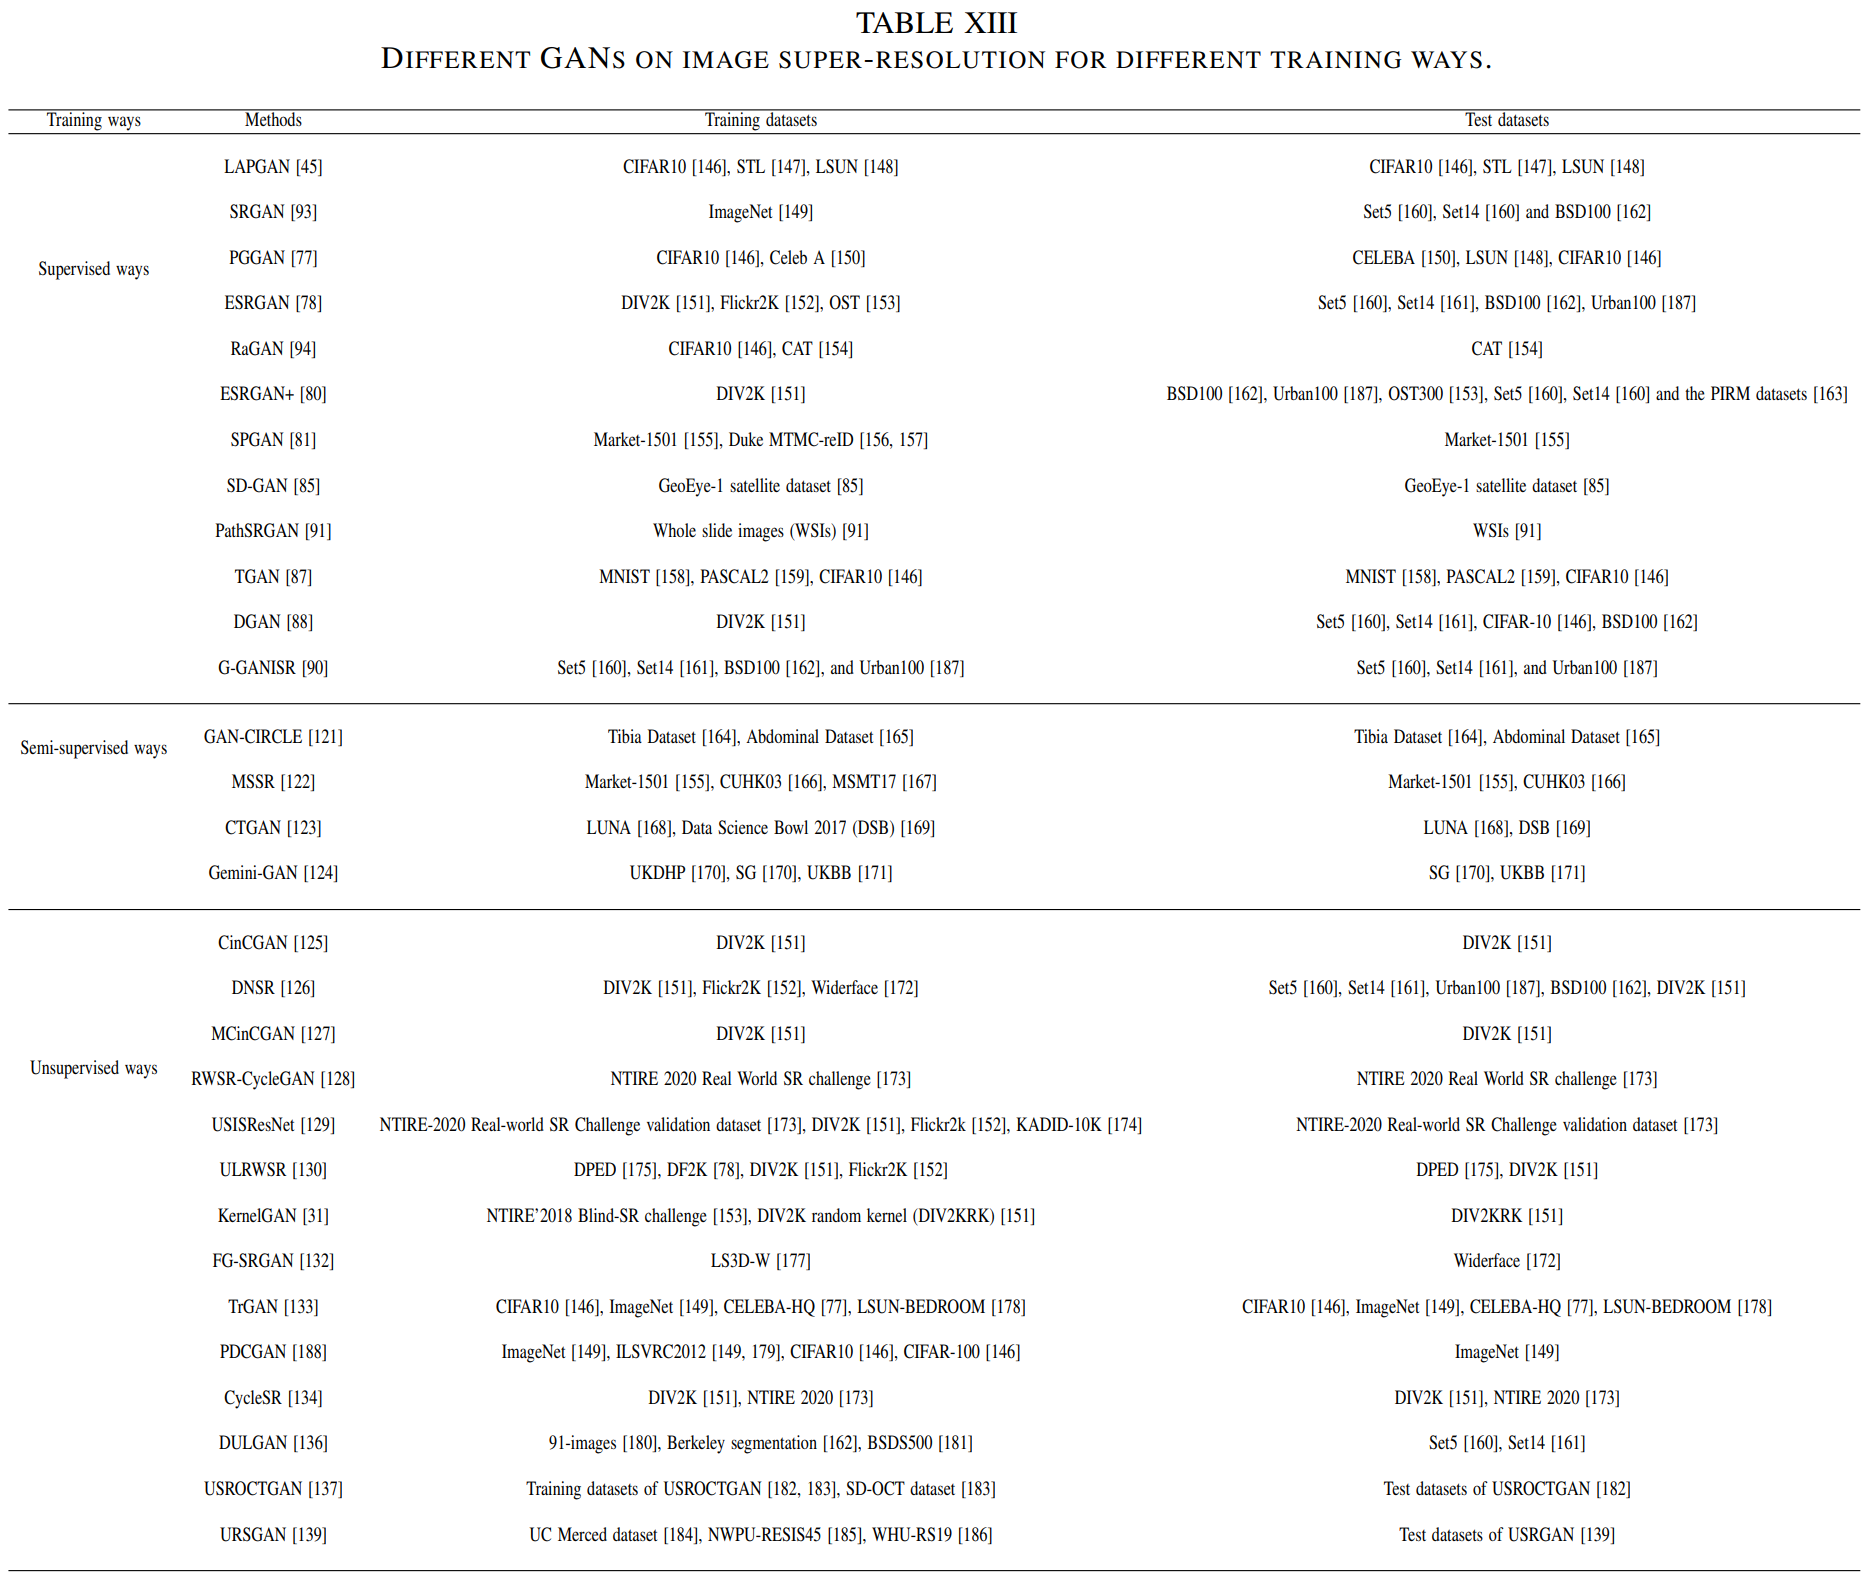 TABLE XIII
DIFFERENT GANS ON IMAGE SUPER-RESOLUTION FOR DIFFERENT TRAINING WAYS.
Training ways Methods Training datasets Test datasets
LAPGAN [45] CIFAR10 [146], STL [147], LSUN [148] CIFAR10 [146], STL [147], LSUN [148]
SRGAN [93] ImageNet [149] Set5 [160], Set14 [160] and BSD100 [162]
PGGAN [77] CIFAR10 [146], Celeb A [150] CELEBA [150], LSUN [148], CIFAR10 [146]
Supervised ways
ESRGAN [78] DIV2K [151], Flickr2K [152], OST [153] Set5 [160], Set14 [161], BSD100 [162], Urban100 [187]
RaGAN [94] CIFAR10 [146], CAT [154] CAT [154]
ESRGAN+ [80] DIV2K [151] BSD100 [162], Urban100 [187], OST300 [153], Set5 [160], Set14 [160] and the PIRM datasets [163]
SPGAN [81] Market-1501 [155], Duke MTMC-reID [156, 157] Market-1501 [155]
SD-GAN [85] GeoEye-1 satellite dataset [85] GeoEye-1 satellite dataset [85]
PathSRGAN [91] Whole slide images (WSIs) [91] WSIs [91]
TGAN [87] MNIST [158], PASCAL2 [159], CIFAR10 [146] MNIST [158], PASCAL2 [159], CIFAR10 [146]
DGAN [88] DIV2K [151] Set5 [160], Set14 [161], CIFAR-10 [146], BSD100 [162]
G-GANISR [90] Set5 [160], Set14 [161], BSD100 [162], and Urban100 [187] Set5 [160], Set14 [161], and Urban100 [187]
GAN-CIRCLE [121] Tibia Dataset [164], Abdominal Dataset [165] Tibia Dataset [164], Abdominal Dataset [165]
Semi-supervised ways
MSSR [122] Market-1501 [155], CUHK03 [166], MSMT17 [167] Market-1501 [155], CUHK03 [166]
CTGAN [123] LUNA [168], Data Science Bowl 2017 (DSB) [169] LUNA [168], DSB [169]
Gemini-GAN [124] UKDHP [170], SG [170], UKBB [171] SG [170], UKBB [171]
CinCGAN [125] DIV2K [151] DIV2K [151]
DNSR [126] DIV2K [151], Flickr2K [152], Widerface [172] Set5 [160], Set14 [161], Urban100 [187], BSD100 [162], DIV2K [151]
MCinCGAN [127] DIV2K [151] DIV2K [151]
Unsupervised ways
RWSR-CycleGAN [128] NTIRE 2020 Real World SR challenge [173] NTIRE 2020 Real World SR challenge [173]
USISResNet [129] NTIRE-2020 Real-world SR Challenge validation dataset [173], DIV2K [151], Flickr2k [152], KADID-10K [174] NTIRE-2020 Real-world SR Challenge validation dataset [173]
ULRWSR [130] DPED [175], DF2K [78], DIV2K [151], Flickr2K [152] DPED [175], DIV2K [151]
KernelGAN [31] NTIRE'2018 Blind-SR challenge [153], DIV2K random kernel (DIV2KRK) [151] DIV2KRK [151]
FG-SRGAN [132] LS3D-W [177] Widerface [172]
TrGAN [133] CIFAR10 [146], ImageNet [149], CELEBA-HQ [77], LSUN-BEDROOM [178] CIFAR10 [146], ImageNet [149], CELEBA-HQ [77], LSUN-BEDROOM [178]
PDCGAN [188] ImageNet [149], ILSVRC2012 [149, 179], CIFAR10 [146], CIFAR-100 [146] ImageNet [149]
CycleSR [134] DIV2K [151], NTIRE 2020 [173] DIV2K [151], NTIRE 2020 [173]
DULGAN [136] 91-images [180], Berkeley segmentation [162], BSDS500 [181] Set5 [160], Set14 [161]
USROCTGAN [137] Training datasets of USROCTGAN [182, 183], SD-OCT dataset [183] Test datasets of USROCTGAN [182]
URSGAN [139] UC Merced dataset [184], NWPU-RESIS45 [185], WHU-RS19 [186] Test datasets of USRGAN [139]